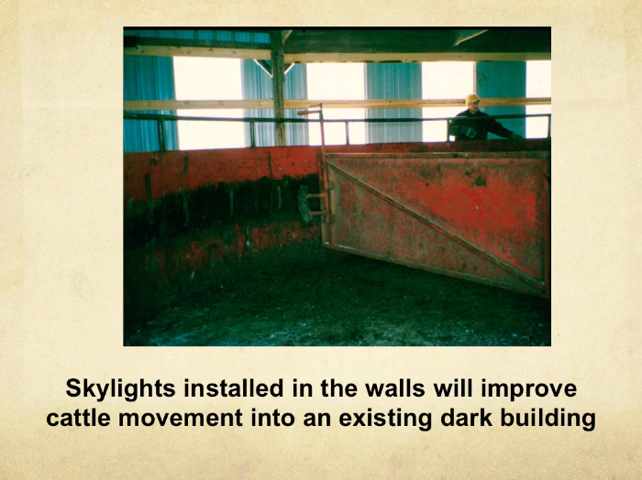 Skylights installed in the walls will improve
cattle movement into an existing dark building